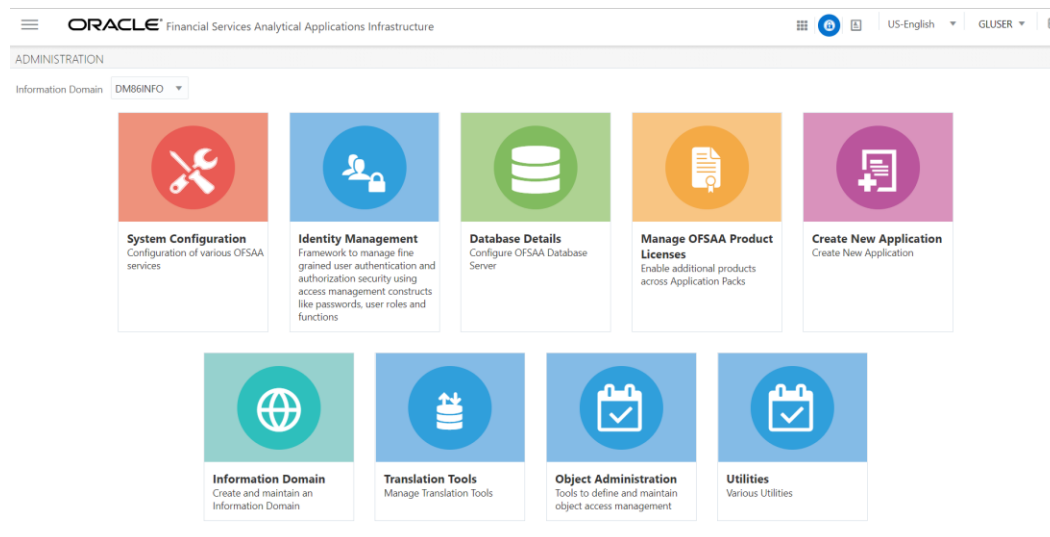 ORACLE® Financial Services Analytical Applications Infrastructure
US-English
GLUSER
ADMINISTRATION
Information Domain
DM86INFO
System Configuration
Configuration of various OFSAA
services
Identity Management
Framework to manage fine
grained user authentication and
authorization security using
access management constructs
like passwords, user roles and
functions
Database Details
Configure OFSAA Database
Server
Manage OFSAA Product
Licenses
Enable additional products
across Application Packs
Create New Application
Create New Application
Information Domain
Create and maintain an
Information Domain
Translation Tools
Manage Translation Tools
Object Administration
Tools to define and maintain
object access management
Utilities
Various Utilities